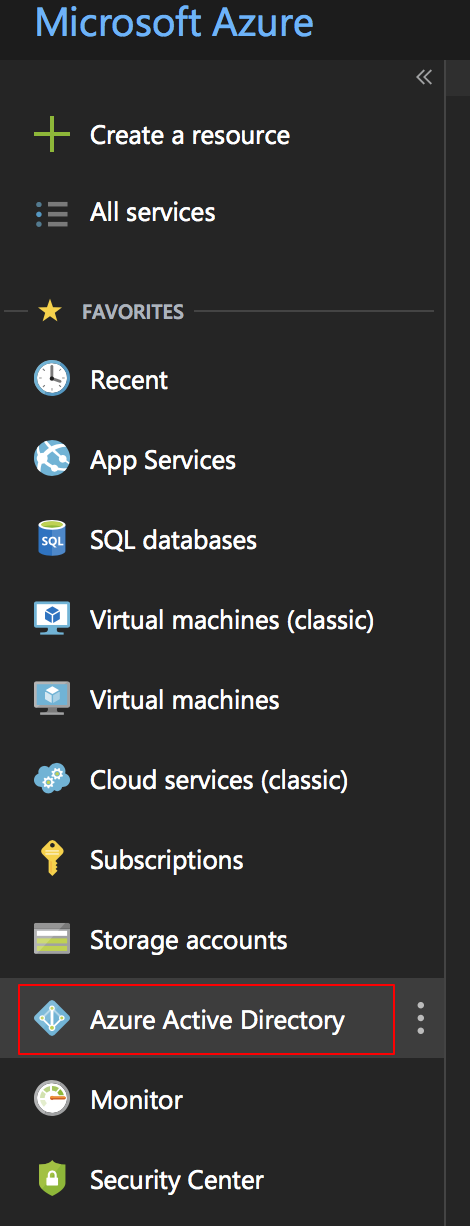 Microsoft Azure
Create a resource
All services
FAVORITES
Recent
App Services
SQL
SQL databases
Virtual machines (classic)
Virtual machines
Cloud services (classic)
Subscriptions
Storage accounts
Azure Active Directory
Monitor
Security Center